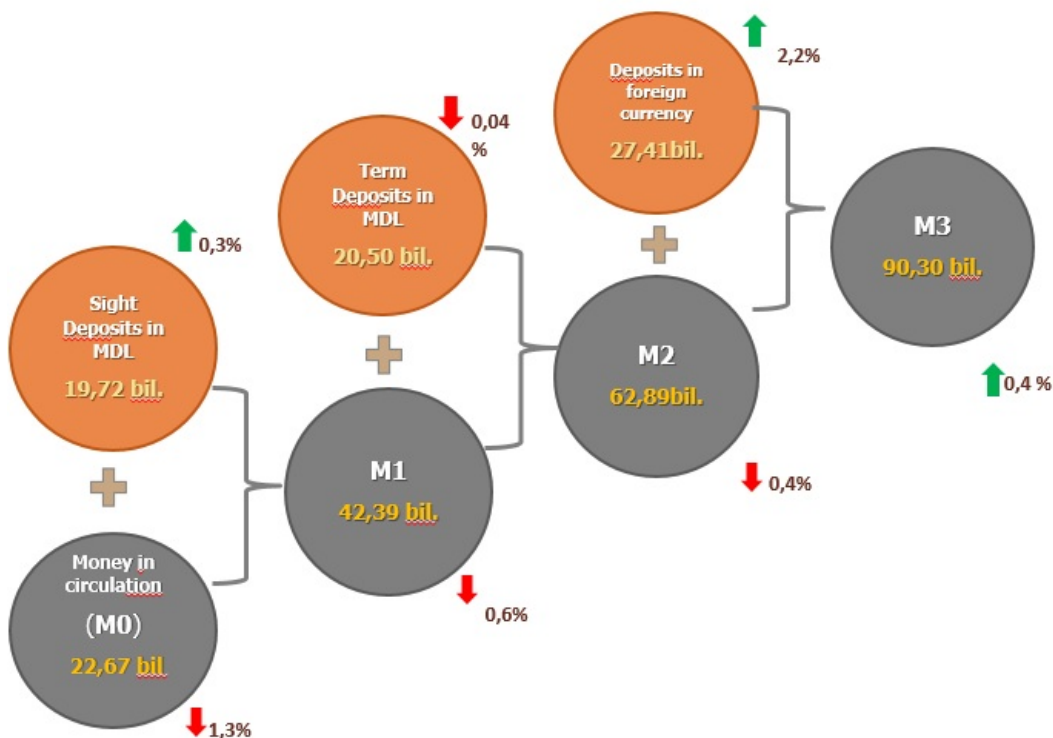 Sight
Deposits in
MDL
19,72 bil.
0,3%
Money in
circulation
(M0)
22,67 bil
1,3%
Term
Deposits in
MDL
20,50 bil.
0,04
%
M1
42,39 bil.
0,6%
Deposits in
foreign
currency
27,41bil.
2,2%
M2
62,89bil.
0,4%
M3
90,30 bil.
0,4 %